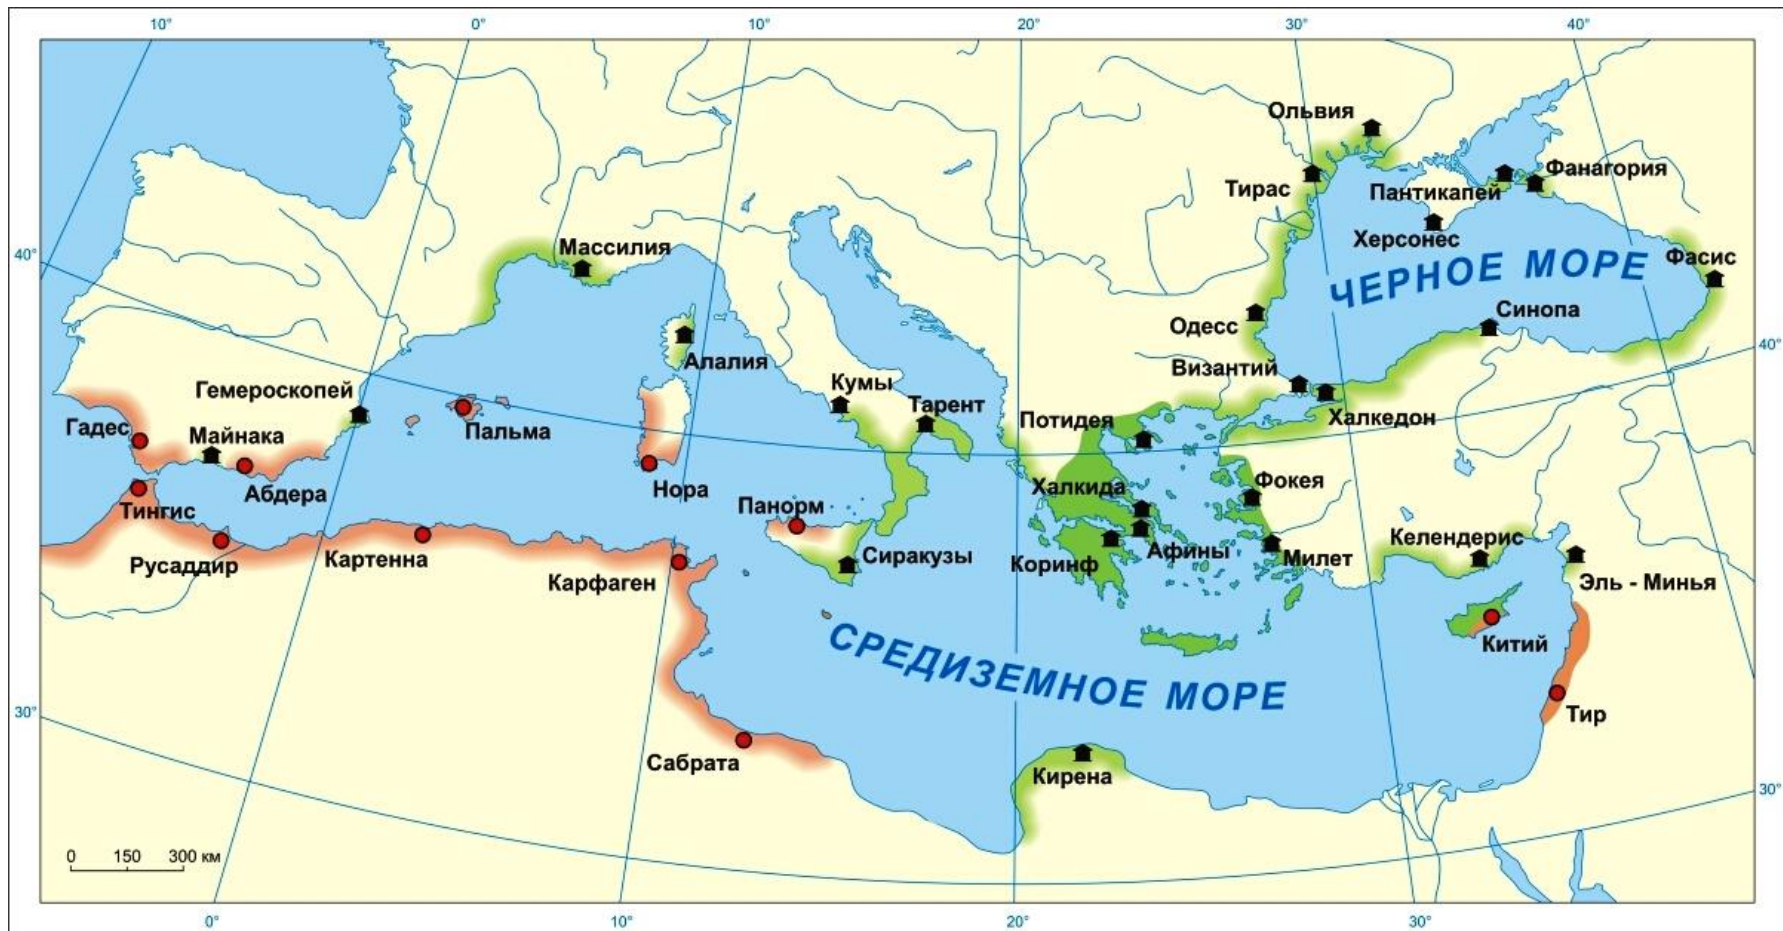 10°
0°
10°
20°
30°
40°
Ольвия
Фанагория
Тирас
Пантикапей
Херсонес
Массилия
40°
Фасис
ЧЕРНОЕ МОРЕ
Синопа
Одесс
40°
Алалия
Византий
Гемероскопей
Кумы
Тарент
Халкедон
Потидея
Гадес
Майнака
Пальма
Абдера
Нора
Халкида
Фокея
Тингис
Панорм
Келендерис
Русаддир
Картенна
Карфаген
Сиракузы
Коринф
Афины
Милет
Эль - Минья
СРЕДИЗЕМНОЕ МОРЕ
Китий
30°
Тир
Сабрата
Кирена
30°
0 150 300 км
0°
10°
20°
30°